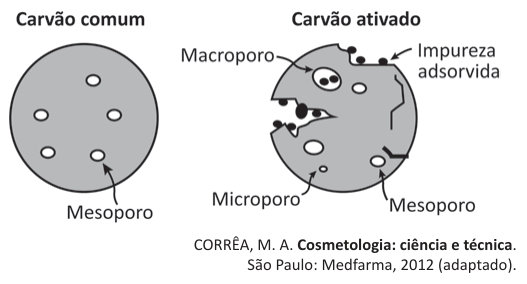 Carvão comum
Mesoporo
Carvão ativado
Macroporo
Impureza
adsorvida
Microporo
Mesoporo
CORRÊA, M. A. Cosmetologia: ciência e técnica.
São Paulo: Medfarma, 2012 (adaptado).